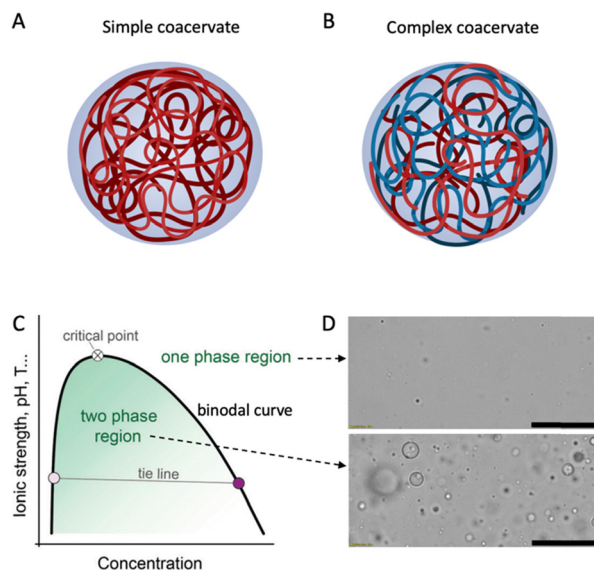 A
Simple coacervate
B
Complex coacervate
C
critical point
one phase region
two phase
region
binodal curve
tie line
Ionic strength, pH, T...
Concentration
D